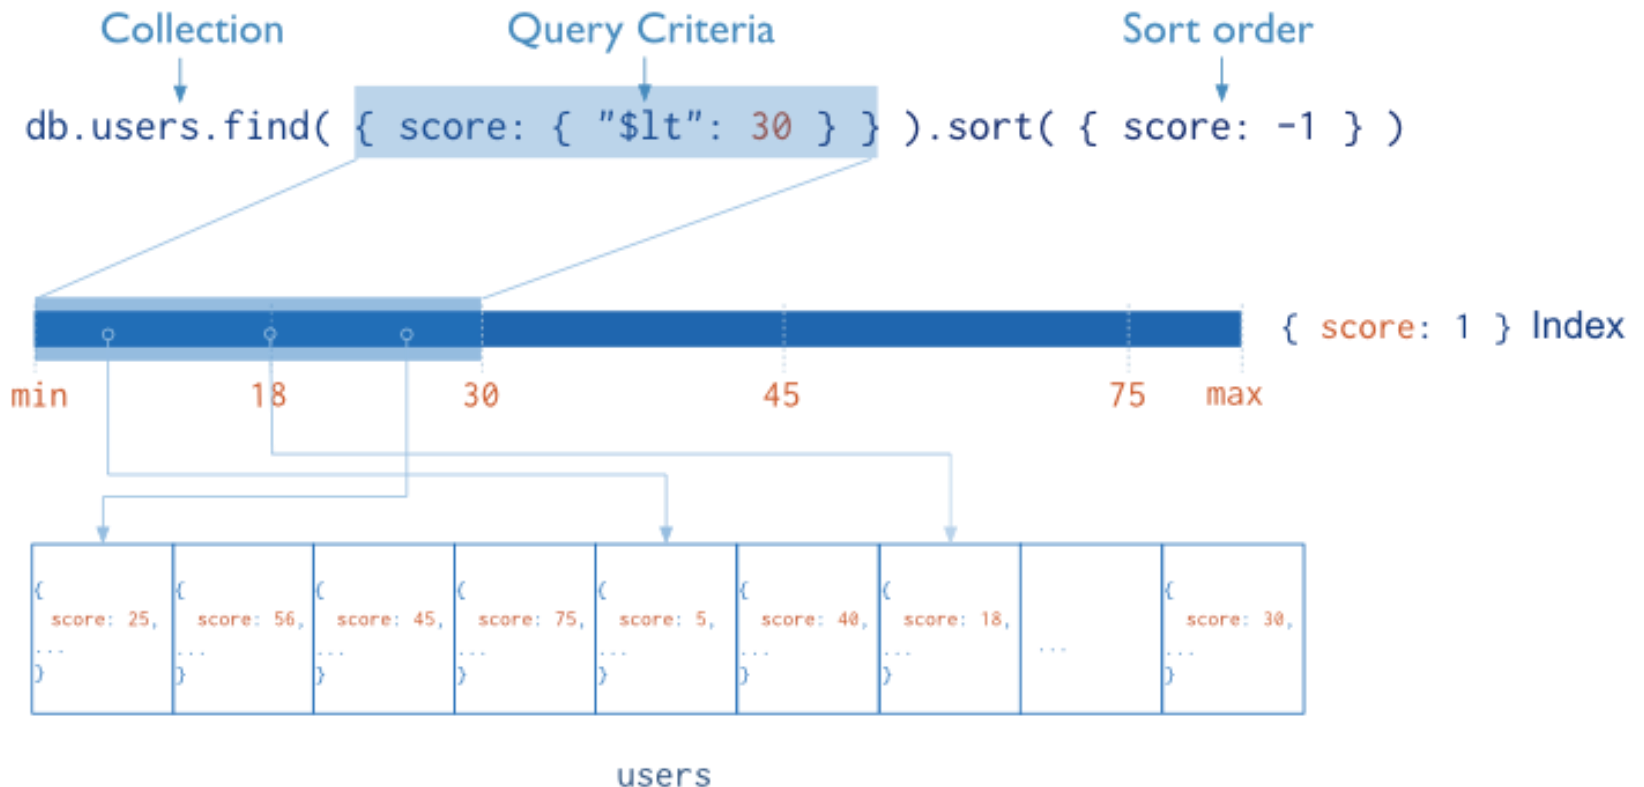 Collection Query Criteria Sort order
db.users.find( { score: { "$lt": 30 } } ).sort( { score: -1 } )
{ score: 1 } Index
min 18 30 45 75 max
{ { { { { { { {
score: 25, score: 56, score: 45, score: 75, score: 5, score: 40, score: 18, score: 30,
... ... ... ... ... ... ... ... ...
} } } } } } } }
users